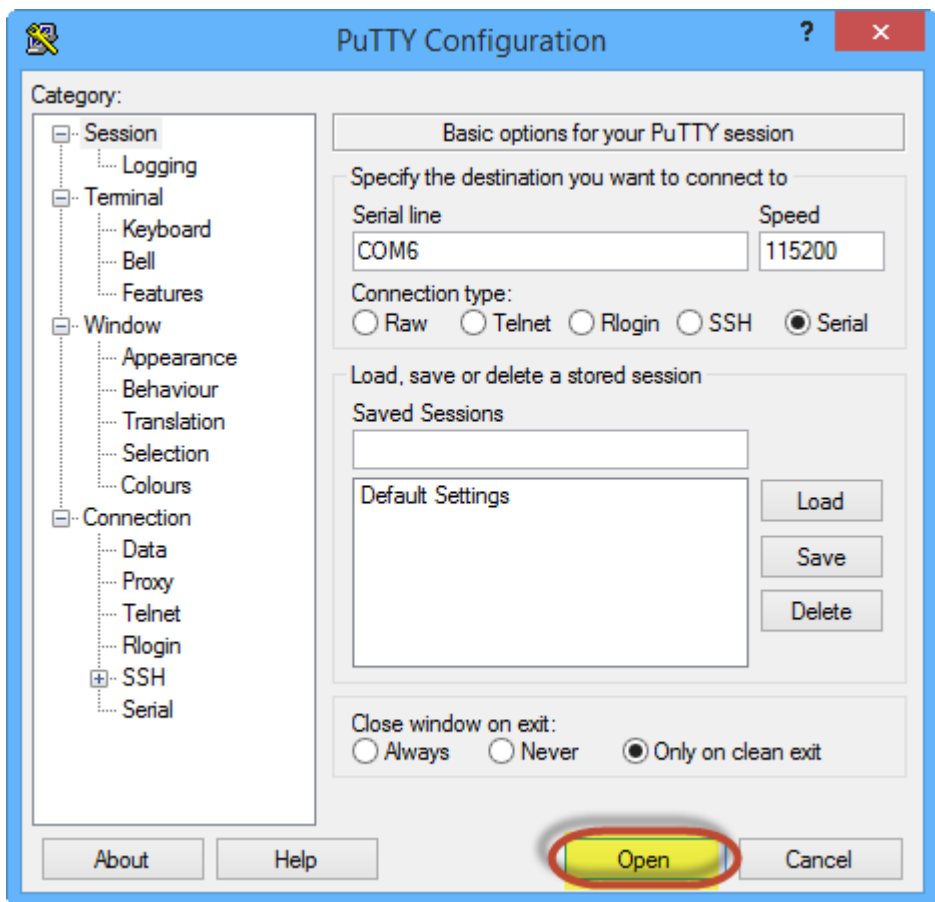 PuTTY Configuration
?
Category:
Session
Logging
Terminal
Keyboard
Bell
Features
Window
Appearance
Behaviour
Translation
Selection
Colours
Connection
Data
Proxy
Telnet
Rlogin
SSH
Serial
Basic options for your PuTTY session
Specify the destination you want to connect to
Serial line Speed
COM6 115200
Connection type:
Raw Telnet Rlogin SSH Serial
Load, save or delete a stored session
Saved Sessions
Default Settings
Load
Save
Delete
Close window on exit:
Always Never Only on clean exit
About Help Open Cancel